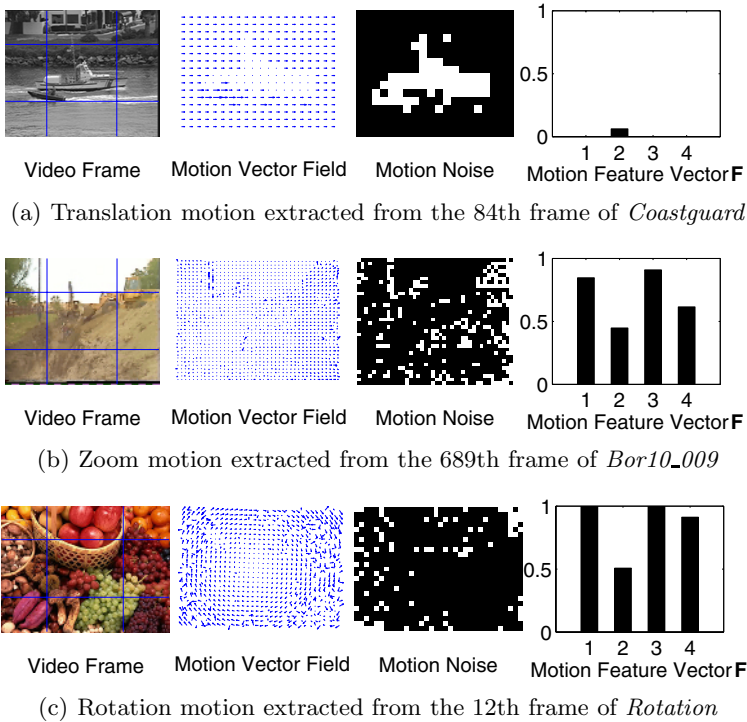 1
0.5
0
1 2 3 4
Video Frame Motion Vector Field Motion Noise Motion Feature Vector F
(a) Translation motion extracted from the 84th frame of Coastguard
1
0.5
0
1 2 3 4
Video Frame Motion Vector Field Motion Noise Motion Feature Vector F
(b) Zoom motion extracted from the 689th frame of Bor10_009
1
0.5
0
1 2 3 4
Video Frame Motion Vector Field Motion Noise Motion Feature Vector F
(c) Rotation motion extracted from the 12th frame of Rotation